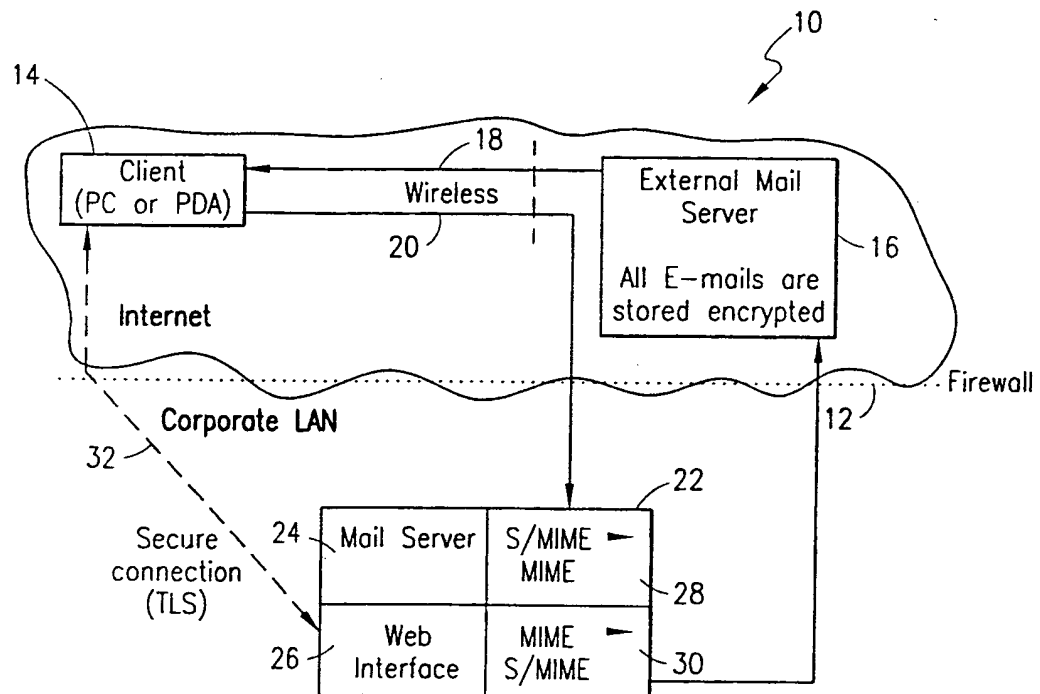 10
14
18
Client
(PC or PDA)
Wireless
20
External Mail
Server
All E-mails are
stored encrypted
16
Internet
Firewall
12
Corporate LAN
32
22
Secure
connection
(TLS)
24
Mail Server
S/MIME
MIME
28
26
Web
Interface
MIME
S/MIME
30